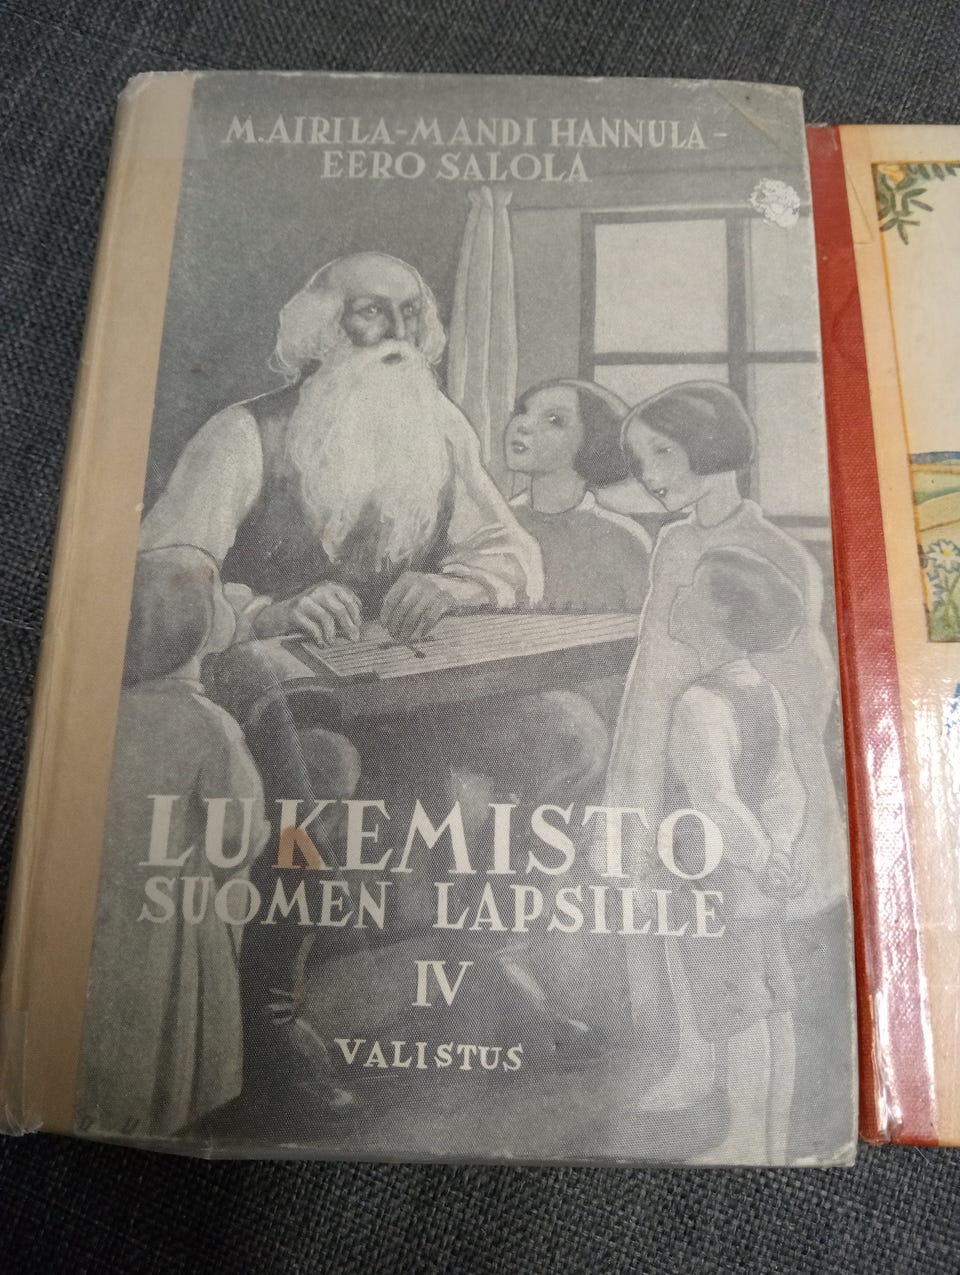 M. AIRILA-MANDI HANNULA-
EERO SALOLA
LUKEMISTO
SUOMEN LAPSILLE
IV
VALISTUS